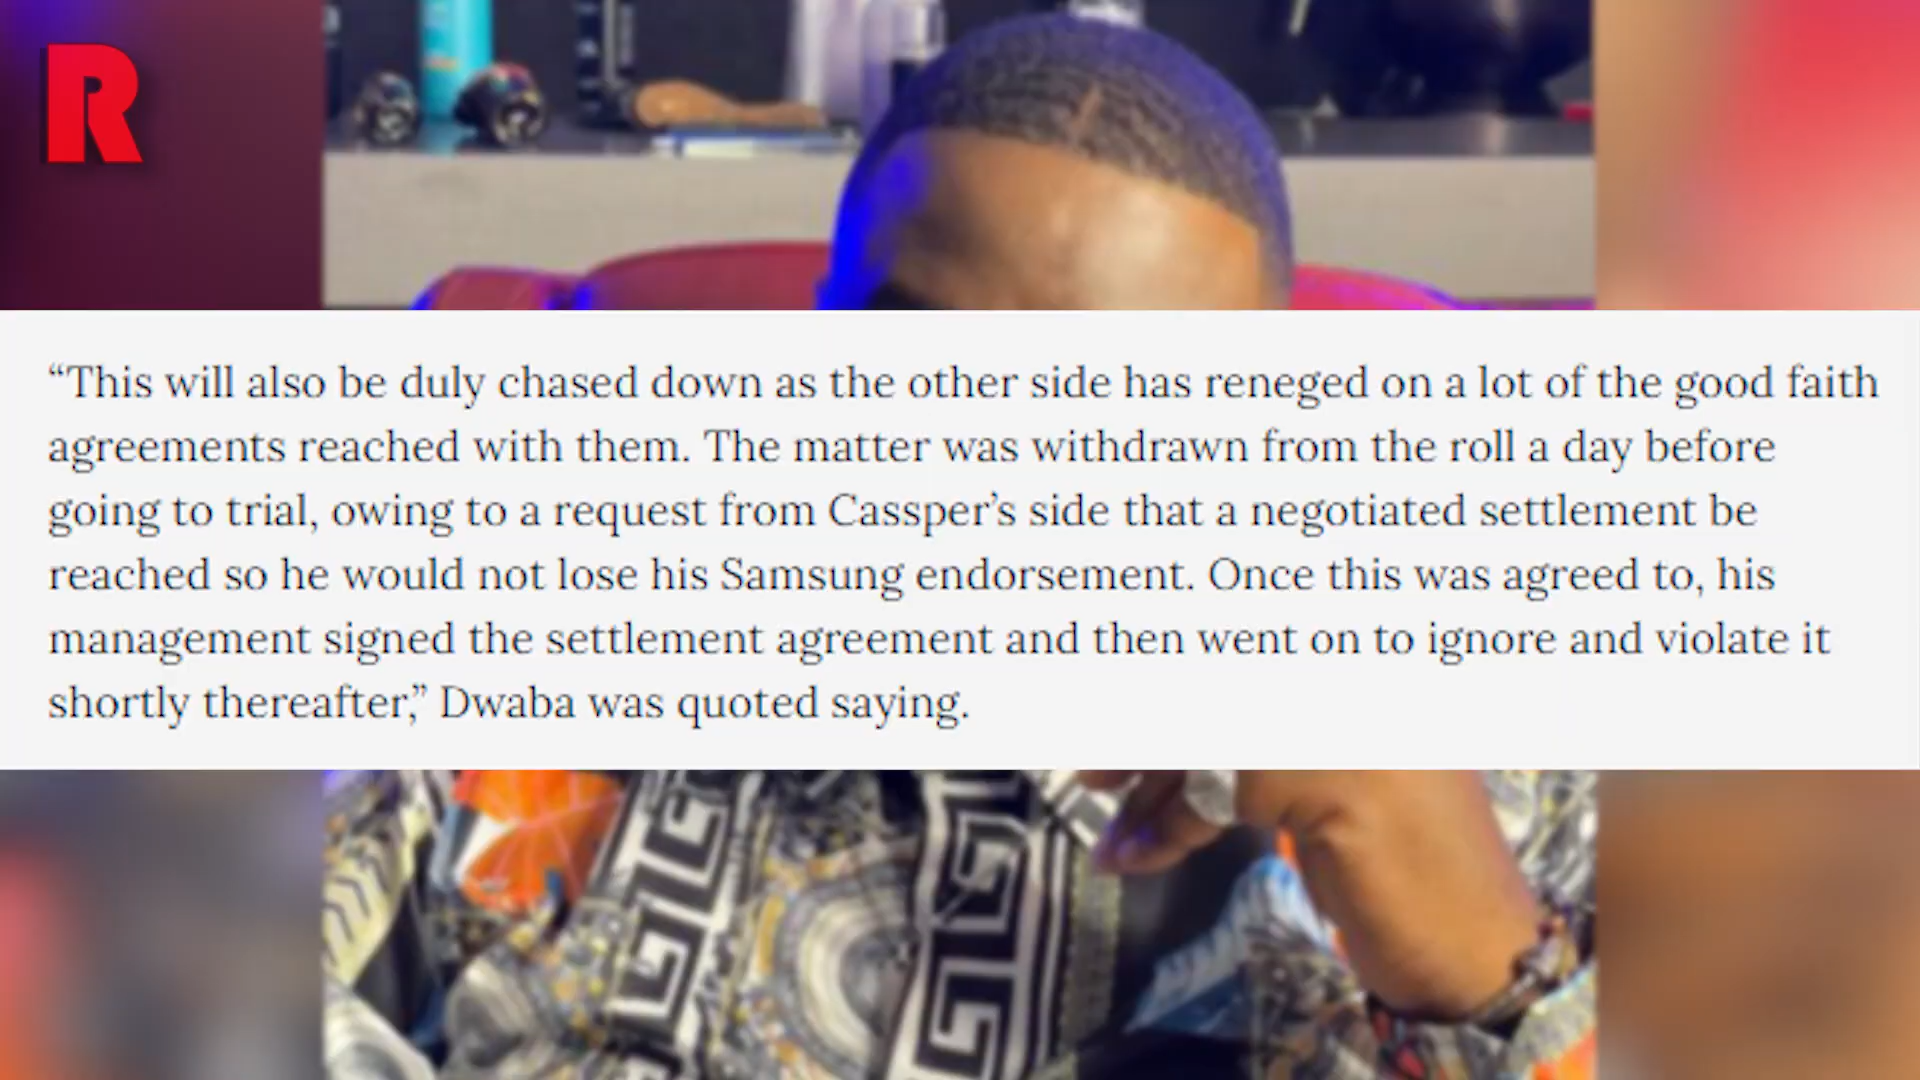 R
“This will also be duly chased down as the other side has reneged on a lot of the good faith
agreements reached with them. The matter was withdrawn from the roll a day before
going to trial, owing to a request from Cassper’s side that a negotiated settlement be
reached so he would not lose his Samsung endorsement. Once this was agreed to, his
management signed the settlement agreement and then went on to ignore and violate it
shortly thereafter,” Dwaba was quoted saying.